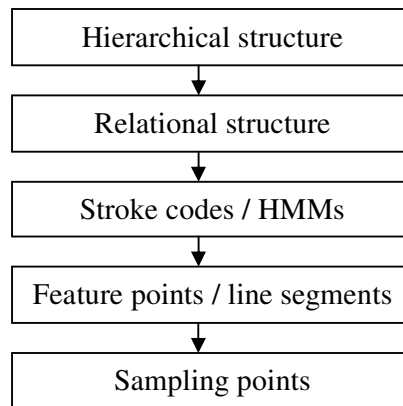 Hierarchical structure
Relational structure
Stroke codes / HMMs
Feature points / line segments
Sampling points